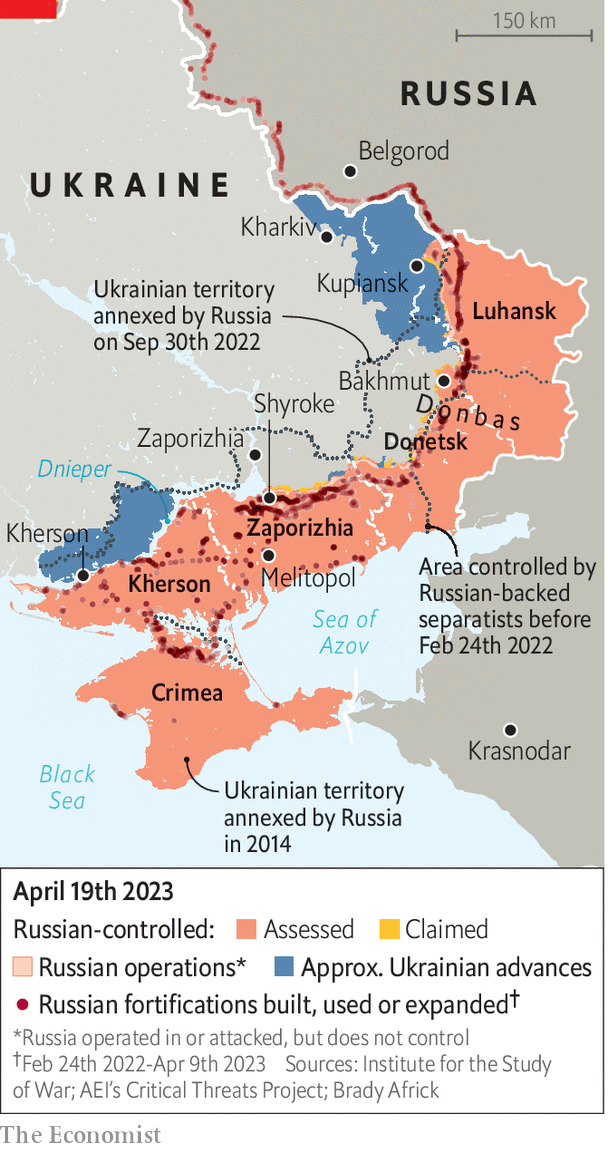 150 km
RUSSIA
Belgorod
UKRAINE
Kharkiv
Kupiansk
Ukrainian territory
annexed by Russia
on Sep 30th 2022
Luhansk
Bakhmut
Shyroke
Donbas
Zaporizhia
Donetsk
Dnieper
Kherson
Zaporizhia
Melitopol
Kherson
Area controlled by
Russian-backed
separatists before
Feb 24th 2022
Sea of
Azov
Crimea
Krasnodar
Black
Sea
Ukrainian territory
annexed by Russia
in 2014
April 19th 2023
Russian-controlled: Assessed Claimed
Russian operations* Approx. Ukrainian advances
Russian fortifications built, used or expanded†
*Russia operated in or attacked, but does not control
†Feb 24th 2022-Apr 9th 2023 Sources: Institute for the Study
of War; AEI's Critical Threats Project; Brady Africk
The Economist